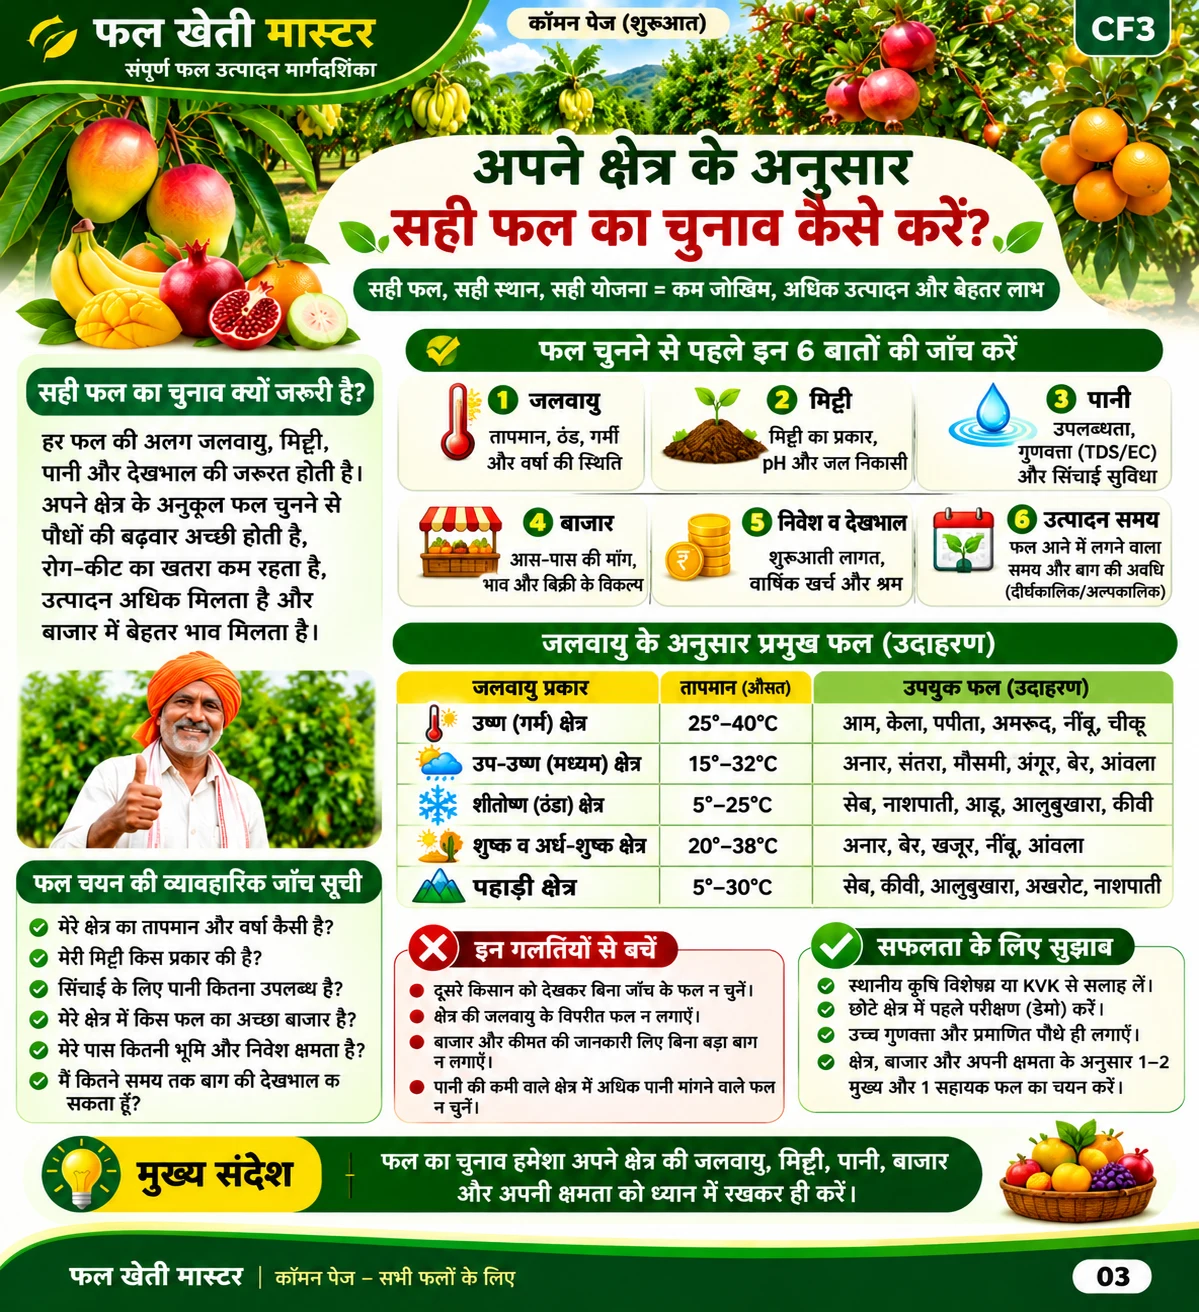 फल खेती मास्टर
संपूर्ण फल उत्पादन मार्गदर्शिका
कॉमन पेज (शुरूआत)
CF3
अपने क्षेत्र के अनुसार
सही फल का चुनाव कैसे करें?
सही फल, सही स्थान, सही योजना = कम जोखिम, अधिक उत्पादन और बेहतर लाभ
सही फल का चुनाव क्यों जरूरी है?
हर फल की अलग जलवायु, मिट्टी,
पानी और देखभाल की जरूरत होती है।
अपने क्षेत्र के अनुकूल फल चुनने से
पौधों की बढ़वार अच्छी होती है,
रोग-कीट का खतरा कम रहता है,
उत्पादन अधिक मिलता है और
बाजार में बेहतर भाव मिलता है।
फल चुनने से पहले इन 6 बातों की जॉच करें
1 जलवायु
तापमान, ठंड, गर्मी
और वर्षा की स्थिति
2 मिट्टी
मिट्टी का प्रकार,
pH और जल निकासी
3 पानी
उपलब्धता,
गुणवत्ता (TDS/EC)
और सिंचाई सुविधा
4 बाजार
आस-पास की मॉंग,
भाव और बिक्री के विकल्प
5 निवेश व देखभाल
शुरूआती लागत,
वार्षिक खर्च और श्रम
6 उत्पादन समय
फल आने में लगने वाला
समय और बाग की अवधि
(दीर्घकालिक/अल्पकालिक)
जलवायु के अनुसार प्रमुख फल (उदाहरण)
जलवायु प्रकार तापमान (औसत) उपयुक फल (उदाहरण)
उष्ण (गर्म) क्षेत्र 25°–40°C आम, केला, पपीता, अमरूद, नींबू, चीकू
उप-उष्ण (मध्यम) क्षेत्र 15°–32°C अनार, संतरा, मौसमी, अंगूर, बेर, आंवला
शीतोष्ण (ठंडा) क्षेत्र 5°–25°C सेब, नाशपाती, आडू, आलुबुखारा, कीवी
शुष्क व अर्ध-शुष्क क्षेत्र 20°–38°C अनार, बेर, खजूर, नींबू, आंवला
पहाड़ी क्षेत्र 5°–30°C सेब, कीवी, आलुबुखारा, अखरोट, नाशपाती
फल चयन की व्यावहारिक जॉच सूची
मेरे क्षेत्र का तापमान और वर्षा कैसी है?
मेरी मिट्टी किस प्रकार की है?
सिंचाई के लिए पानी कितना उपलब्ध है?
मेरे क्षेत्र में किस फल का अच्छा बाजार है?
मेरे पास कितनी भूमि और निवेश क्षमता है?
मैं कितने समय तक बाग की देखभाल क
सकता हूॅं?
इन गलतियों से बचें
दूसरे किसान को देखकर बिना जॉच के फल न चुनें।
क्षेत्र की जलवायु के विपरीत फल न लगाऍं।
बाजार और कीमत की जानकारी लिए बिना बड़ा बाग
न लगाऍं।
पानी की कमी वाले क्षेत्र में अधिक पानी मांगने वाले फल
न चुनें।
सफलता के लिए सुझाब
स्थानीय कृषि विशेषज्ञ या KVK से सलाह लें।
छोटे क्षेत्र में पहले परीक्षण (डेमो) करें।
उच्च गुणवत्ता और प्रमाणित पौधे ही लगाऍं।
क्षेत्र, बाजार और अपनी क्षमता के अनुसार 1–2
मुख्य और 1 सहायक फल का चयन करें।
मुख्य संदेश
फल का चुनाव हमेशा अपने क्षेत्र की जलवायु, मिट्टी, पानी, बाजार
और अपनी क्षमता को ध्यान में रखकर ही करें।
फल खेती मास्टर | कॉमन पेज – सभी फलों के लिए
03